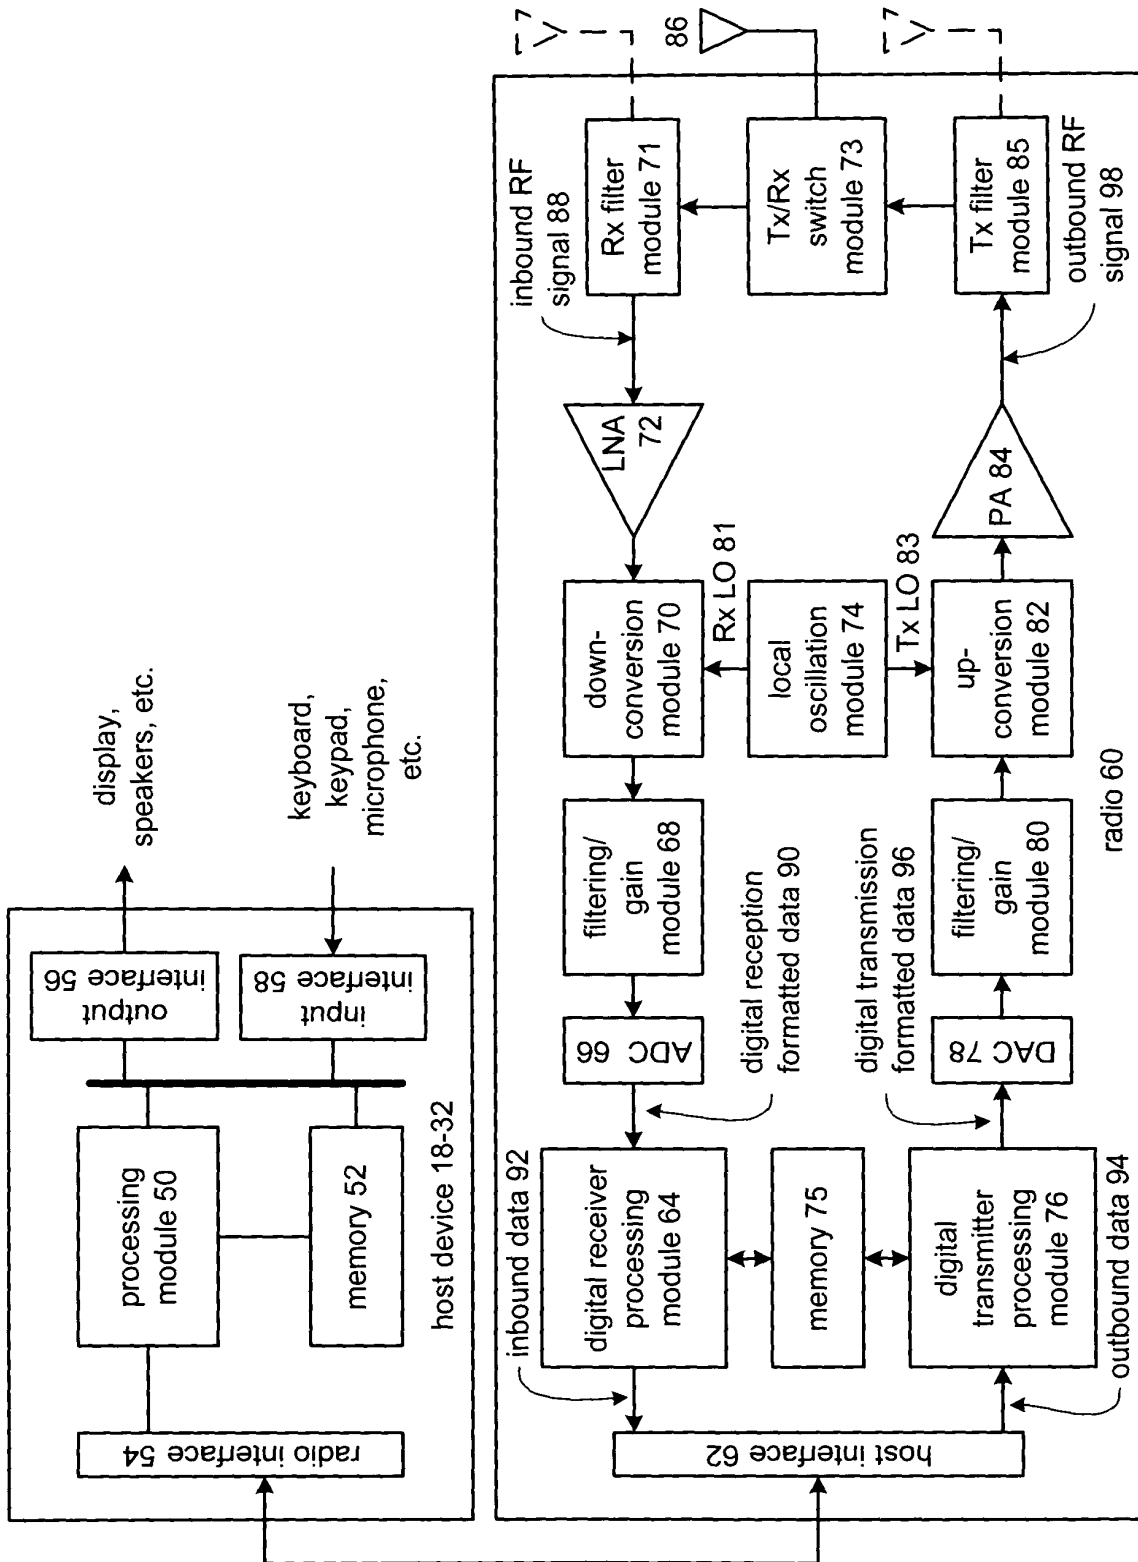 radio interface 54
processing
module 50
memory 52
output
interface 56
input
interface 58
display,
speakers, etc.
keyboard,
keypad,
microphone,
etc.
host device 18-32
host interface 62
inbound data 92
digital receiver
processing
module 64
memory 75
digital
transmitter
processing
module 76
outbound data 94
ADC 66
digital reception
formatted data 90
digital transmission
formatted data 96
DAC 78
filtering/
gain
module 68
filtering/
gain
module 80
down-
conversion
module 70
Rx LO 81
local
oscillation
module 74
Tx LO 83
up-
conversion
module 82
radio 60
LNA
72
PA 84
inbound RF
signal 88
Rx filter
module 71
Tx/Rx
switch
module 73
Tx filter
module 85
outbound RF
signal 98
86